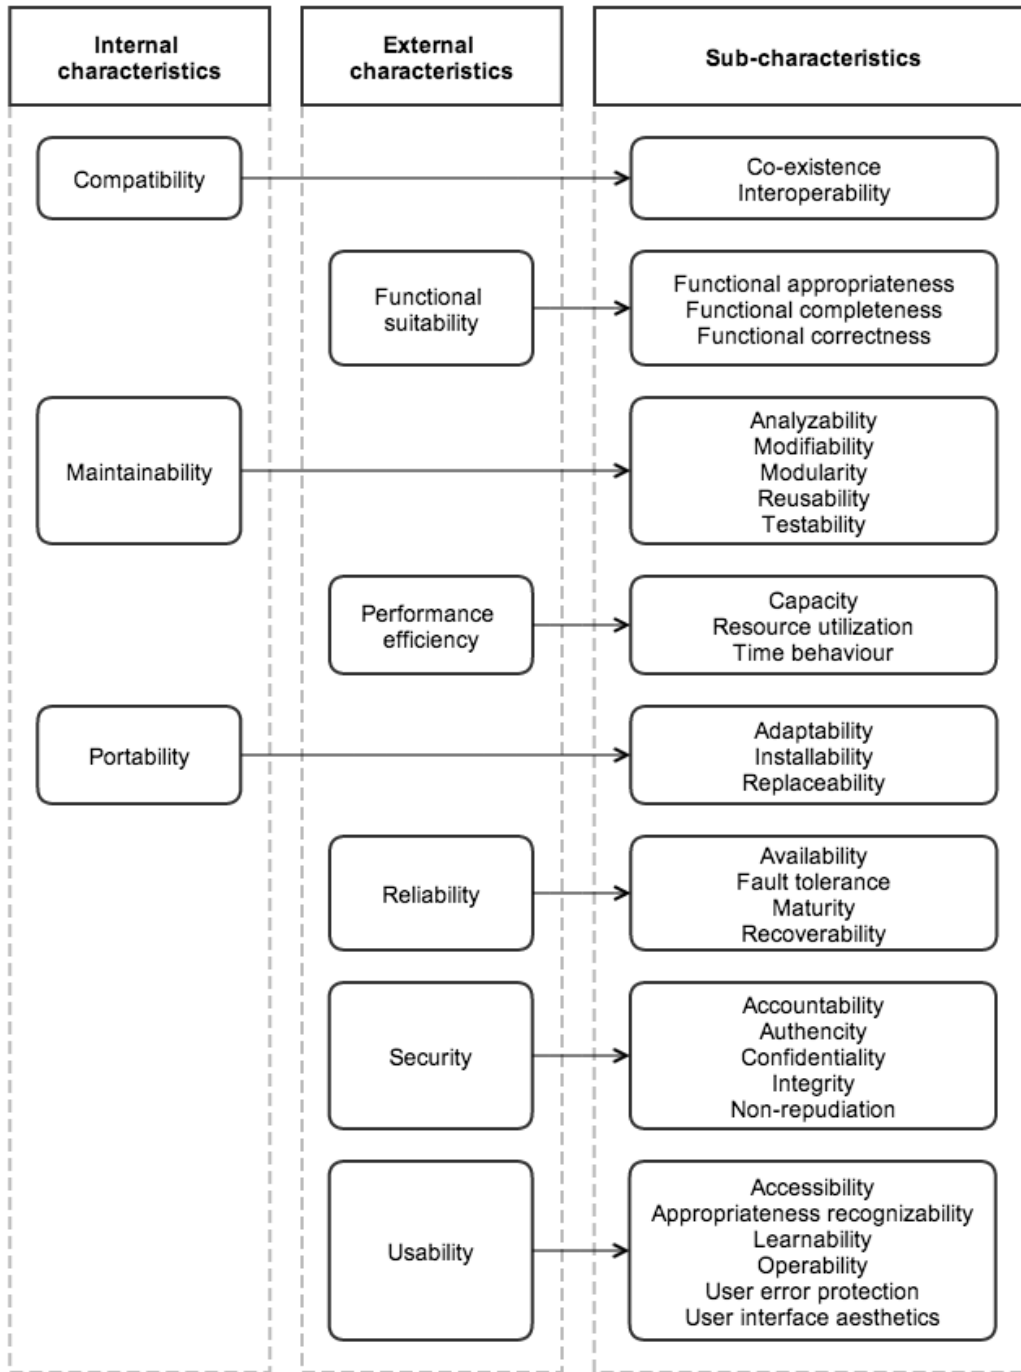 Internal
characteristics
External
characteristics
Sub-characteristics
Compatibility
Co-existence
Interoperability
Functional
suitability
Functional appropriateness
Functional completeness
Functional correctness
Maintainability
Analyzability
Modifiability
Modularity
Reusability
Testability
Performance
efficiency
Capacity
Resource utilization
Time behaviour
Portability
Adaptability
Installability
Replaceability
Reliability
Availability
Fault tolerance
Maturity
Recoverability
Security
Accountability
Authencity
Confidentiality
Integrity
Non-repudiation
Usability
Accessibility
Appropriateness recognizability
Learnability
Operability
User error protection
User interface aesthetics